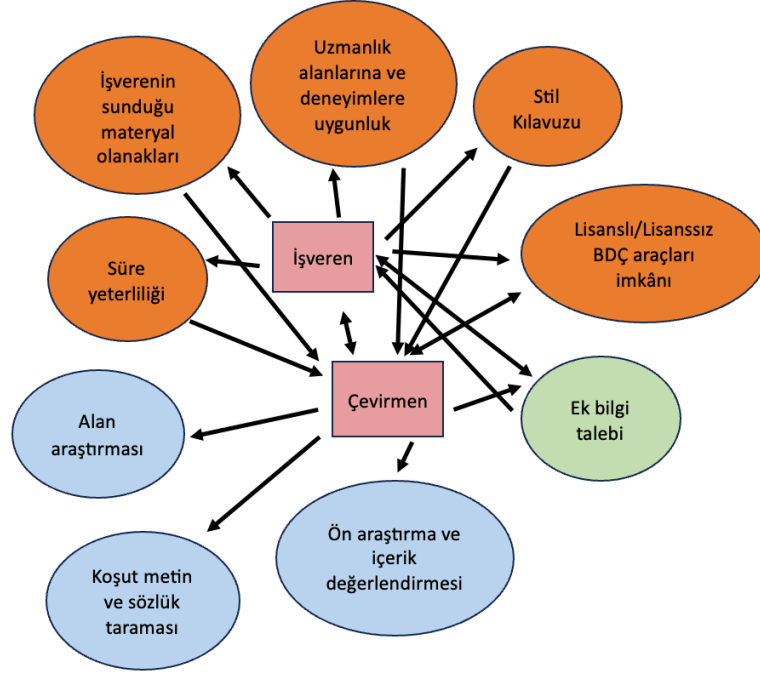 İşverenin
sunduğu
materyal
olanakları
Uzmanlık
alanlarına ve
deneyimlere
uygunluk
Stil
Kılavuzu
İşveren
Lisanslı/Lisanssız
BDÇ araçları
imkânı
Süre
yeterliliği
Çevirmen
Ek bilgi
talebi
Alan
araştırması
Ön araştırma ve
içerik
değerlendirmesi
Koşut metin
ve sözlük
taraması